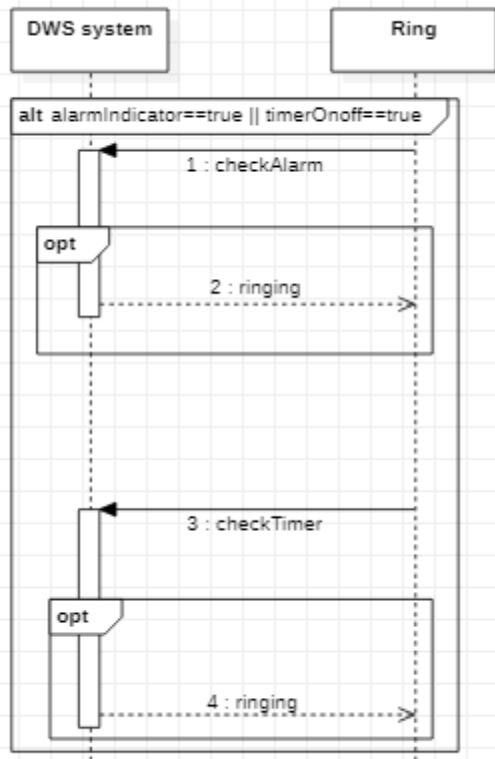 DWS system
Ring
alt alarmIndicator==true || timerOnoff==true
1 : checkAlarm
opt
2 : ringing
3 : checkTimer
opt
4 : ringing